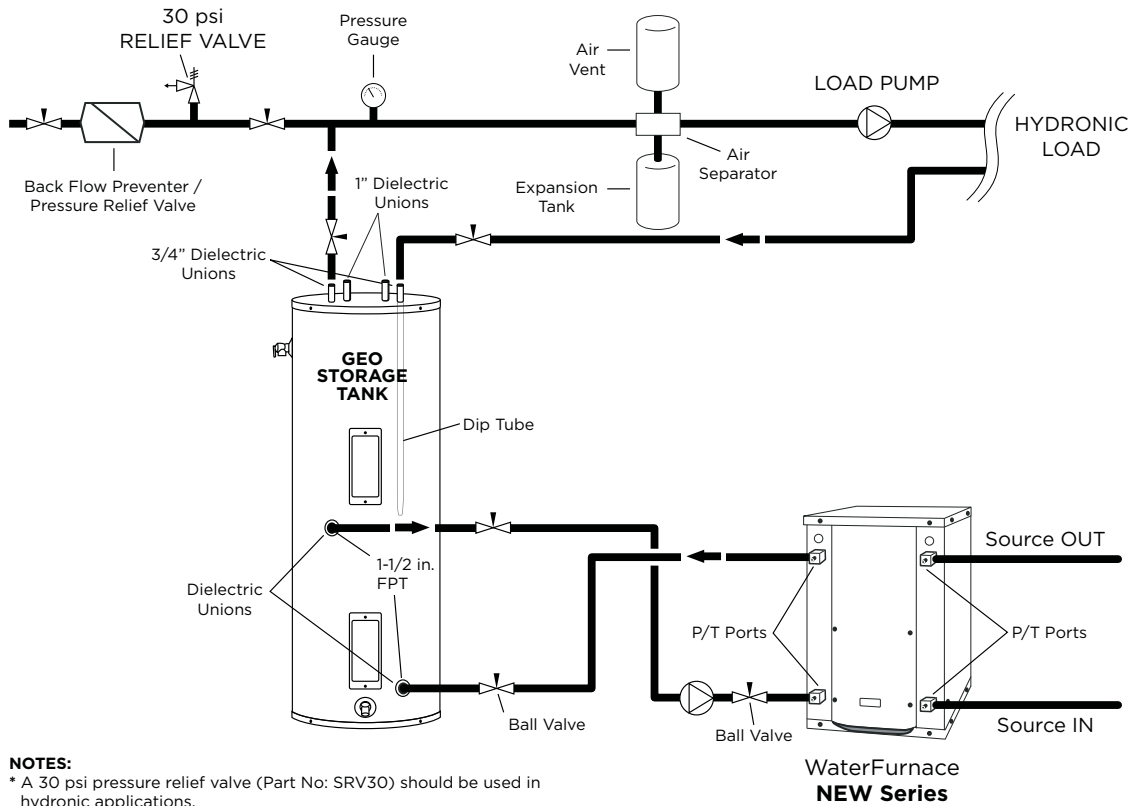 30 psi
RELIEF VALVE
Pressure
Gauge
Air
Vent
LOAD PUMP
HYDRONIC
LOAD
Back Flow Preventer /
Pressure Relief Valve
1” Dielectric
Unions
Expansion
Tank
Air
Separator
3/4” Dielectric
Unions
GEO
STORAGE
TANK
Dip Tube
Source OUT
1-1/2 in.
FPT
Dielectric
Unions
P/T Ports
P/T Ports
Ball Valve
Ball Valve
Source IN
NOTES:
* A 30 psi pressure relief valve (Part No: SRV30) should be used in
hydronic applications.
WaterFurnace
NEW Series